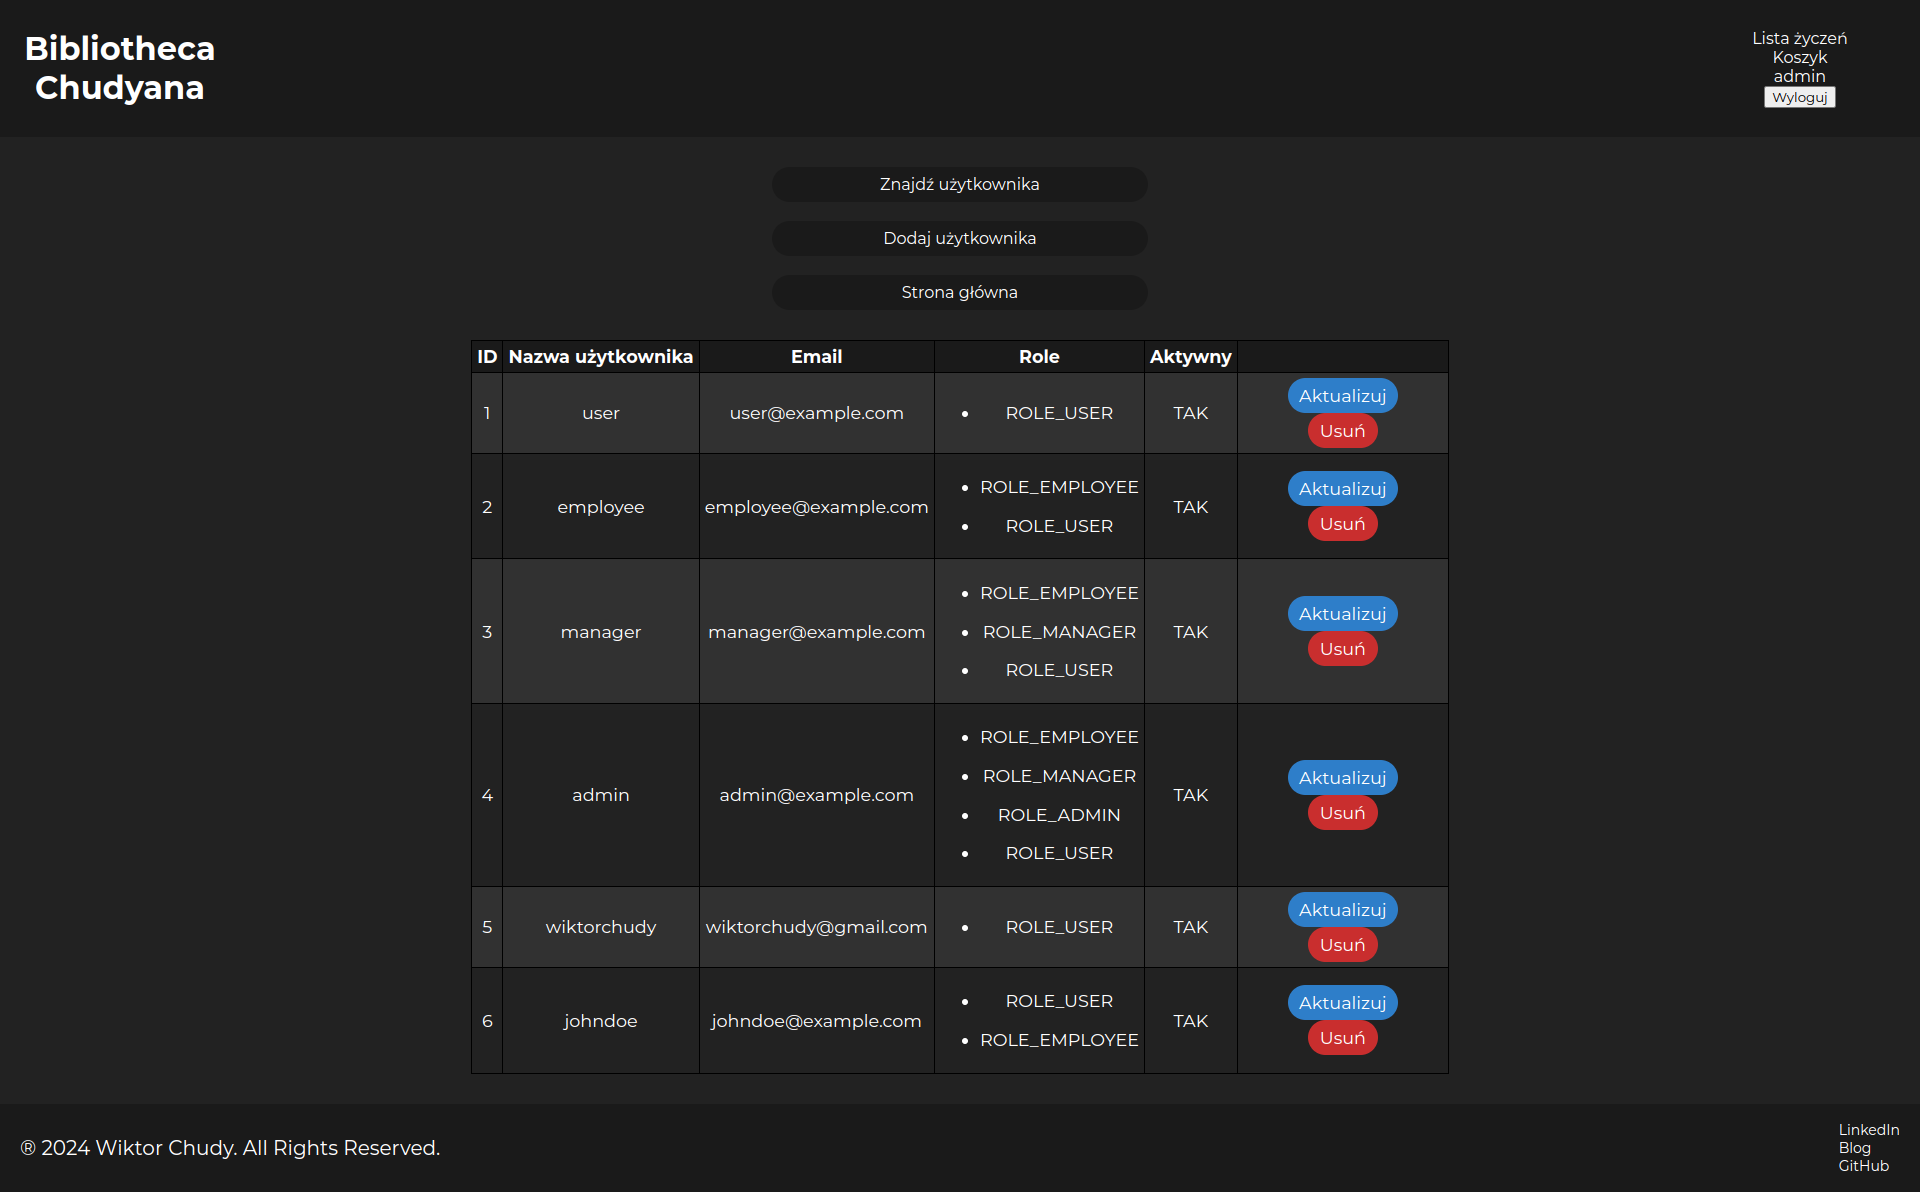 Bibliotheca
Chudyana
Lista życzeń
Koszyk
admin
Wyloguj
Znajdź użytkownika
Dodaj użytkownika
Strona główna
ID Nazwa użytkownika Email Role Aktywny
1 user user@example.com • ROLE_USER TAK Aktualizuj
Usuń
2 employee employee@example.com • ROLE_EMPLOYEE
• ROLE_USER TAK Aktualizuj
Usuń
3 manager manager@example.com • ROLE_EMPLOYEE
• ROLE_MANAGER
• ROLE_USER TAK Aktualizuj
Usuń
4 admin admin@example.com • ROLE_EMPLOYEE
• ROLE_MANAGER
• ROLE_ADMIN
• ROLE_USER TAK Aktualizuj
Usuń
5 wiktorchudy wiktorchudy@gmail.com • ROLE_USER TAK Aktualizuj
Usuń
6 johndoe johndoe@example.com • ROLE_USER
• ROLE_EMPLOYEE TAK Aktualizuj
Usuń
® 2024 Wiktor Chudy. All Rights Reserved.
LinkedIn
Blog
GitHub